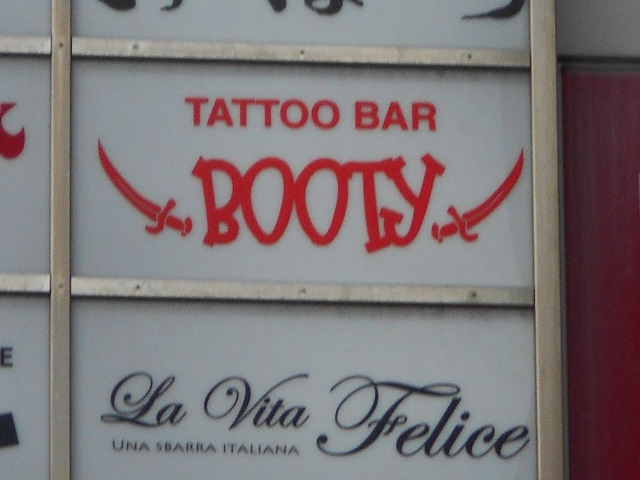 TATTOO BAR
BOOTY
La Vita Felice
UNA SBARRA ITALIANA
E